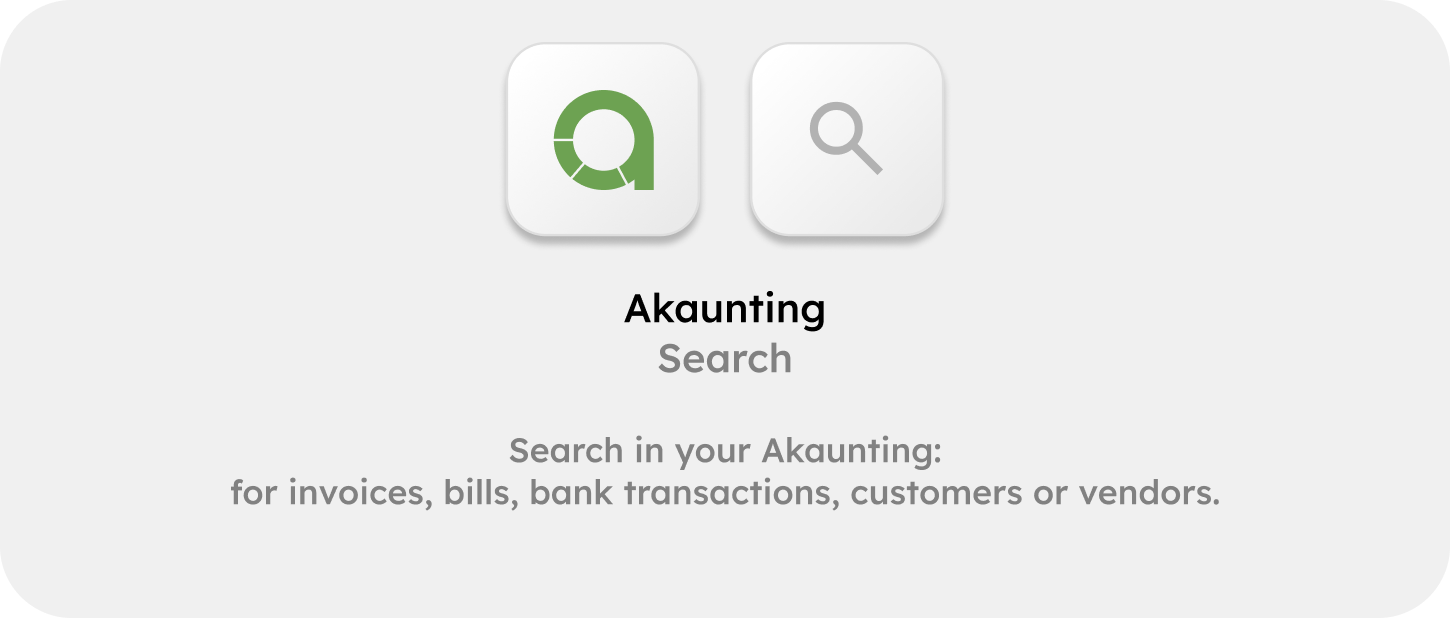 Akaunting
Search
Search in your Akaunting:
for invoices, bills, bank transactions, customers or vendors.